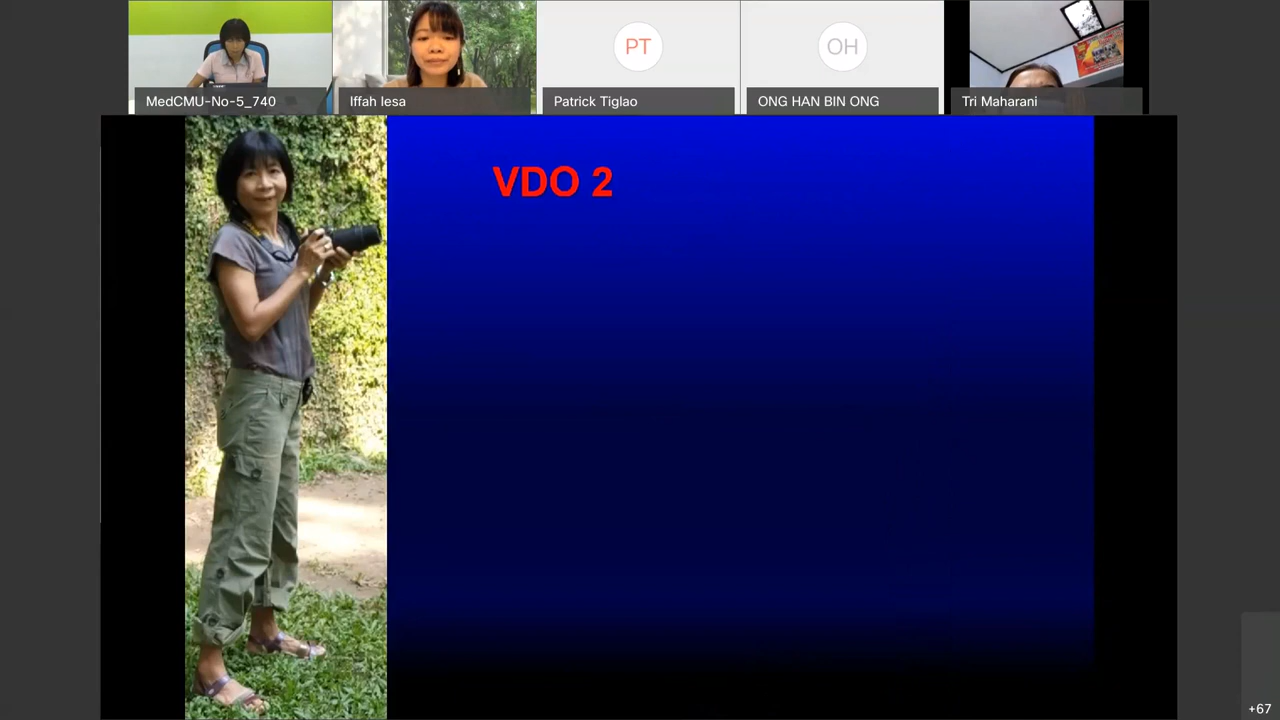 MedCMU-No-5_740
Iffah Iesa
PT
Patrick Tiglao
OH
ONG HAN BIN ONG
Tri Maharani
VDO 2
+67